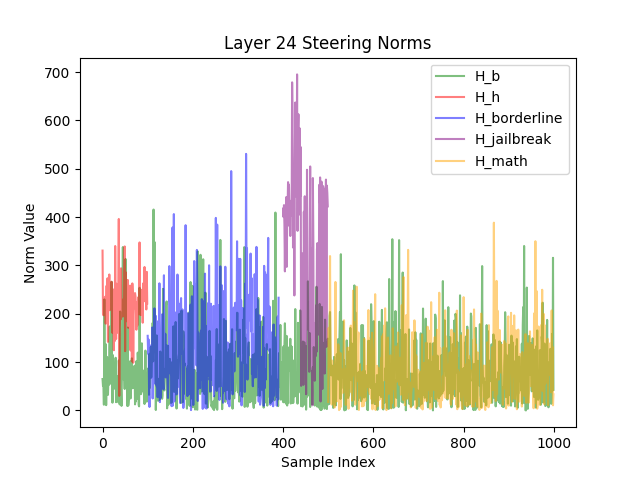 Layer 24 Steering Norms
H_b
H_h
H_borderline
H_jailbreak
H_math
Norm Value
700
600
500
400
300
200
100
0
0 200 400 600 800 1000
Sample Index